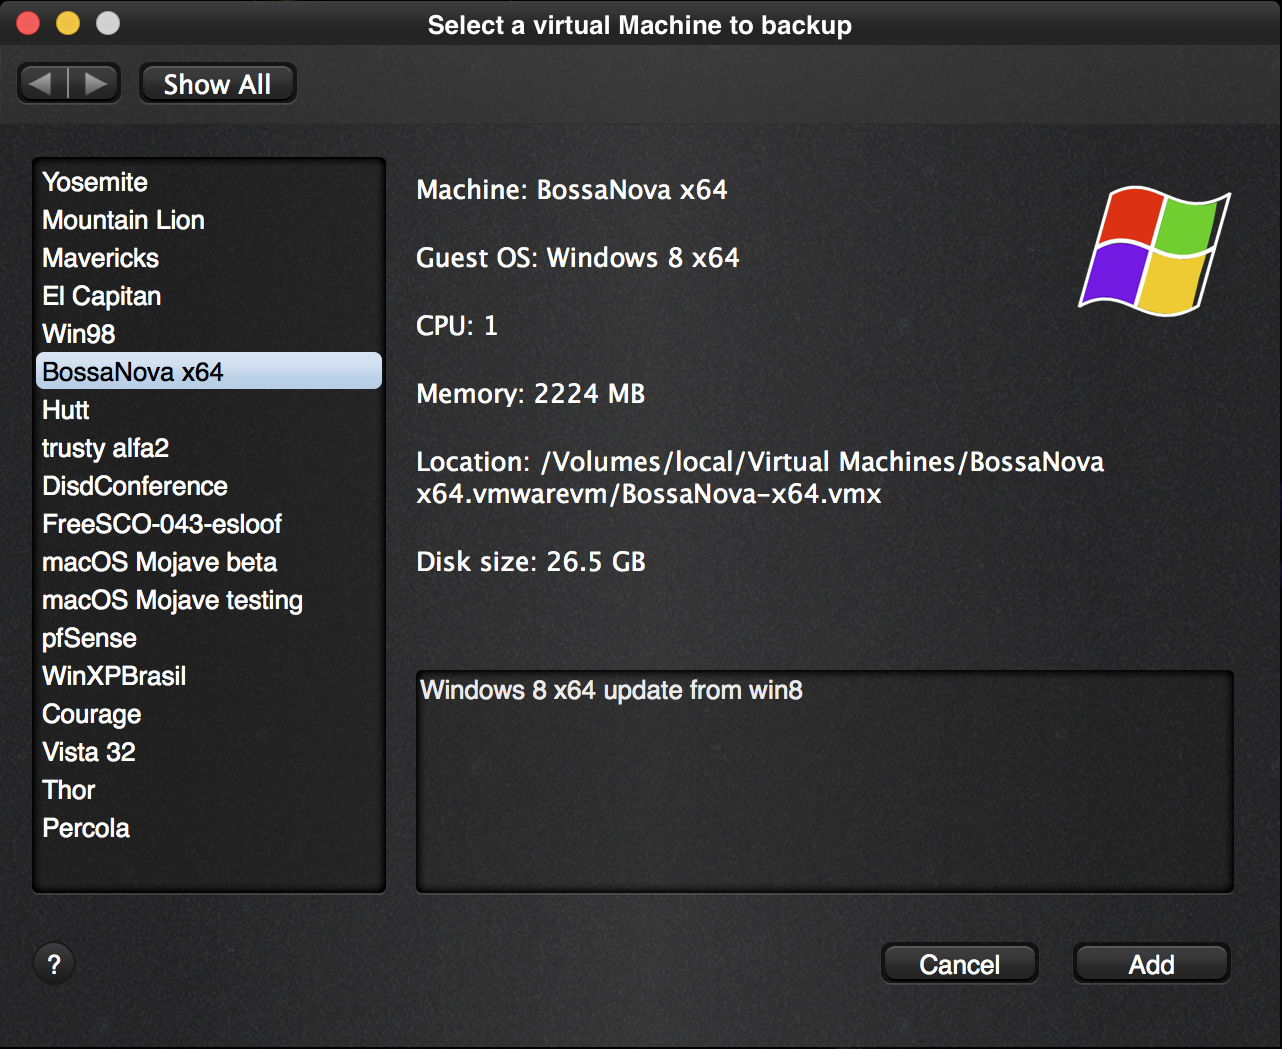 Select a virtual Machine to backup
Show All
Yosemite
Mountain Lion
Mavericks
El Capitan
Win98
BossaNova x64
Hutt
trusty alfa2
DisdConference
FreeSCO-043-esloof
macOS Mojave beta
macOS Mojave testing
pfSense
WinXPBrasil
Courage
Vista 32
Thor
Percola
Machine: BossaNova x64
Guest OS: Windows 8 x64
CPU: 1
Memory: 2224 MB
Location: /Volumes/local/Virtual Machines/BossaNova
x64.vmwarevm/BossaNova-x64.vmx
Disk size: 26.5 GB
Windows 8 x64 update from win8
?
Cancel
Add